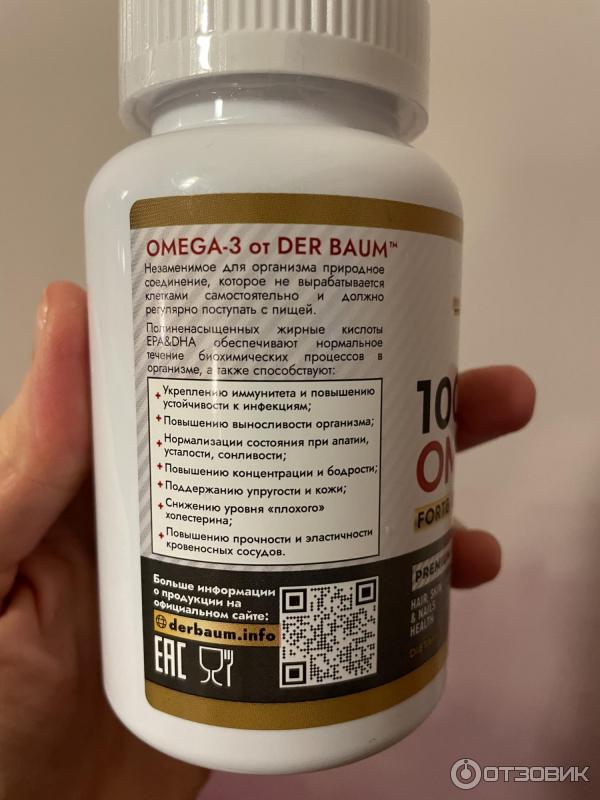 OMEGA-3 от DER BAUM™
Незаменимое для организма природное
соединение, которое не вырабатывается
клетками самостоятельно и должно
регулярно поступать с пищей.
Полиненасыщенных жирные кислоты
EPA&DHA обеспечивают нормальное
течение биохимических процессов в
организме, а также способствуют:
+ Укреплению иммунитета и повышению
устойчивости к инфекциям;
+ Повышению выносливости организма;
+ Нормализации состояния при апатии,
усталости, сонливости;
+ Повышению концентрации и бодрости;
+ Поддержанию упругости и кожи;
+ Снижению уровня “плохого”
холестерина;
+ Повышению прочности и эластичности
кровеносных сосудов.
Больше информации
о продукции на
официальном сайте:
derbaum.info
EAC
FORTE
HAIR, SKIN
& NAILS
HEALTH
ОТЗОВИК